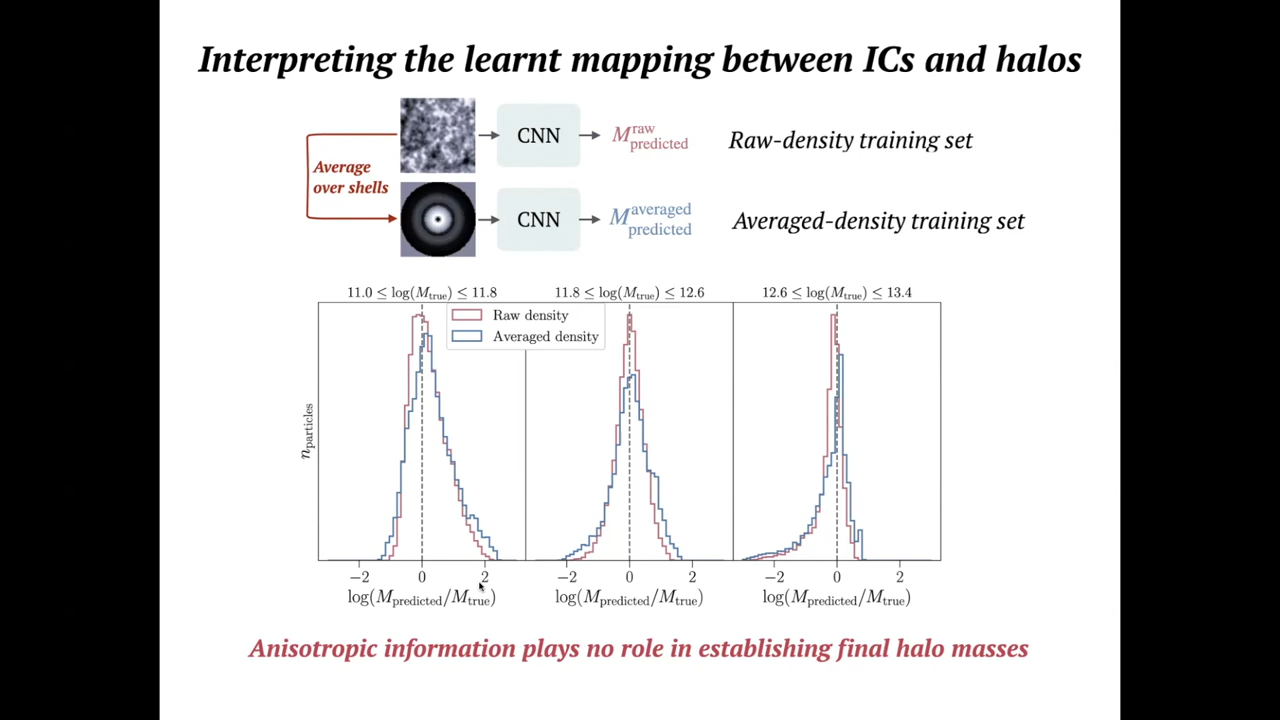 Interpreting the learnt mapping between ICs and halos
Average
over shells
CNN
M^raw_predicted
Raw-density training set
CNN
M^averaged_predicted
Averaged-density training set
11.0 ≤ log(M_true) ≤ 11.8
11.8 ≤ log(M_true) ≤ 12.6
12.6 ≤ log(M_true) ≤ 13.4
Raw density
Averaged density
n_particles
−2 0 2
−2 0 2
−2 0 2
log(M_predicted/M_true)
log(M_predicted/M_true)
log(M_predicted/M_true)
Anisotropic information plays no role in establishing final halo masses